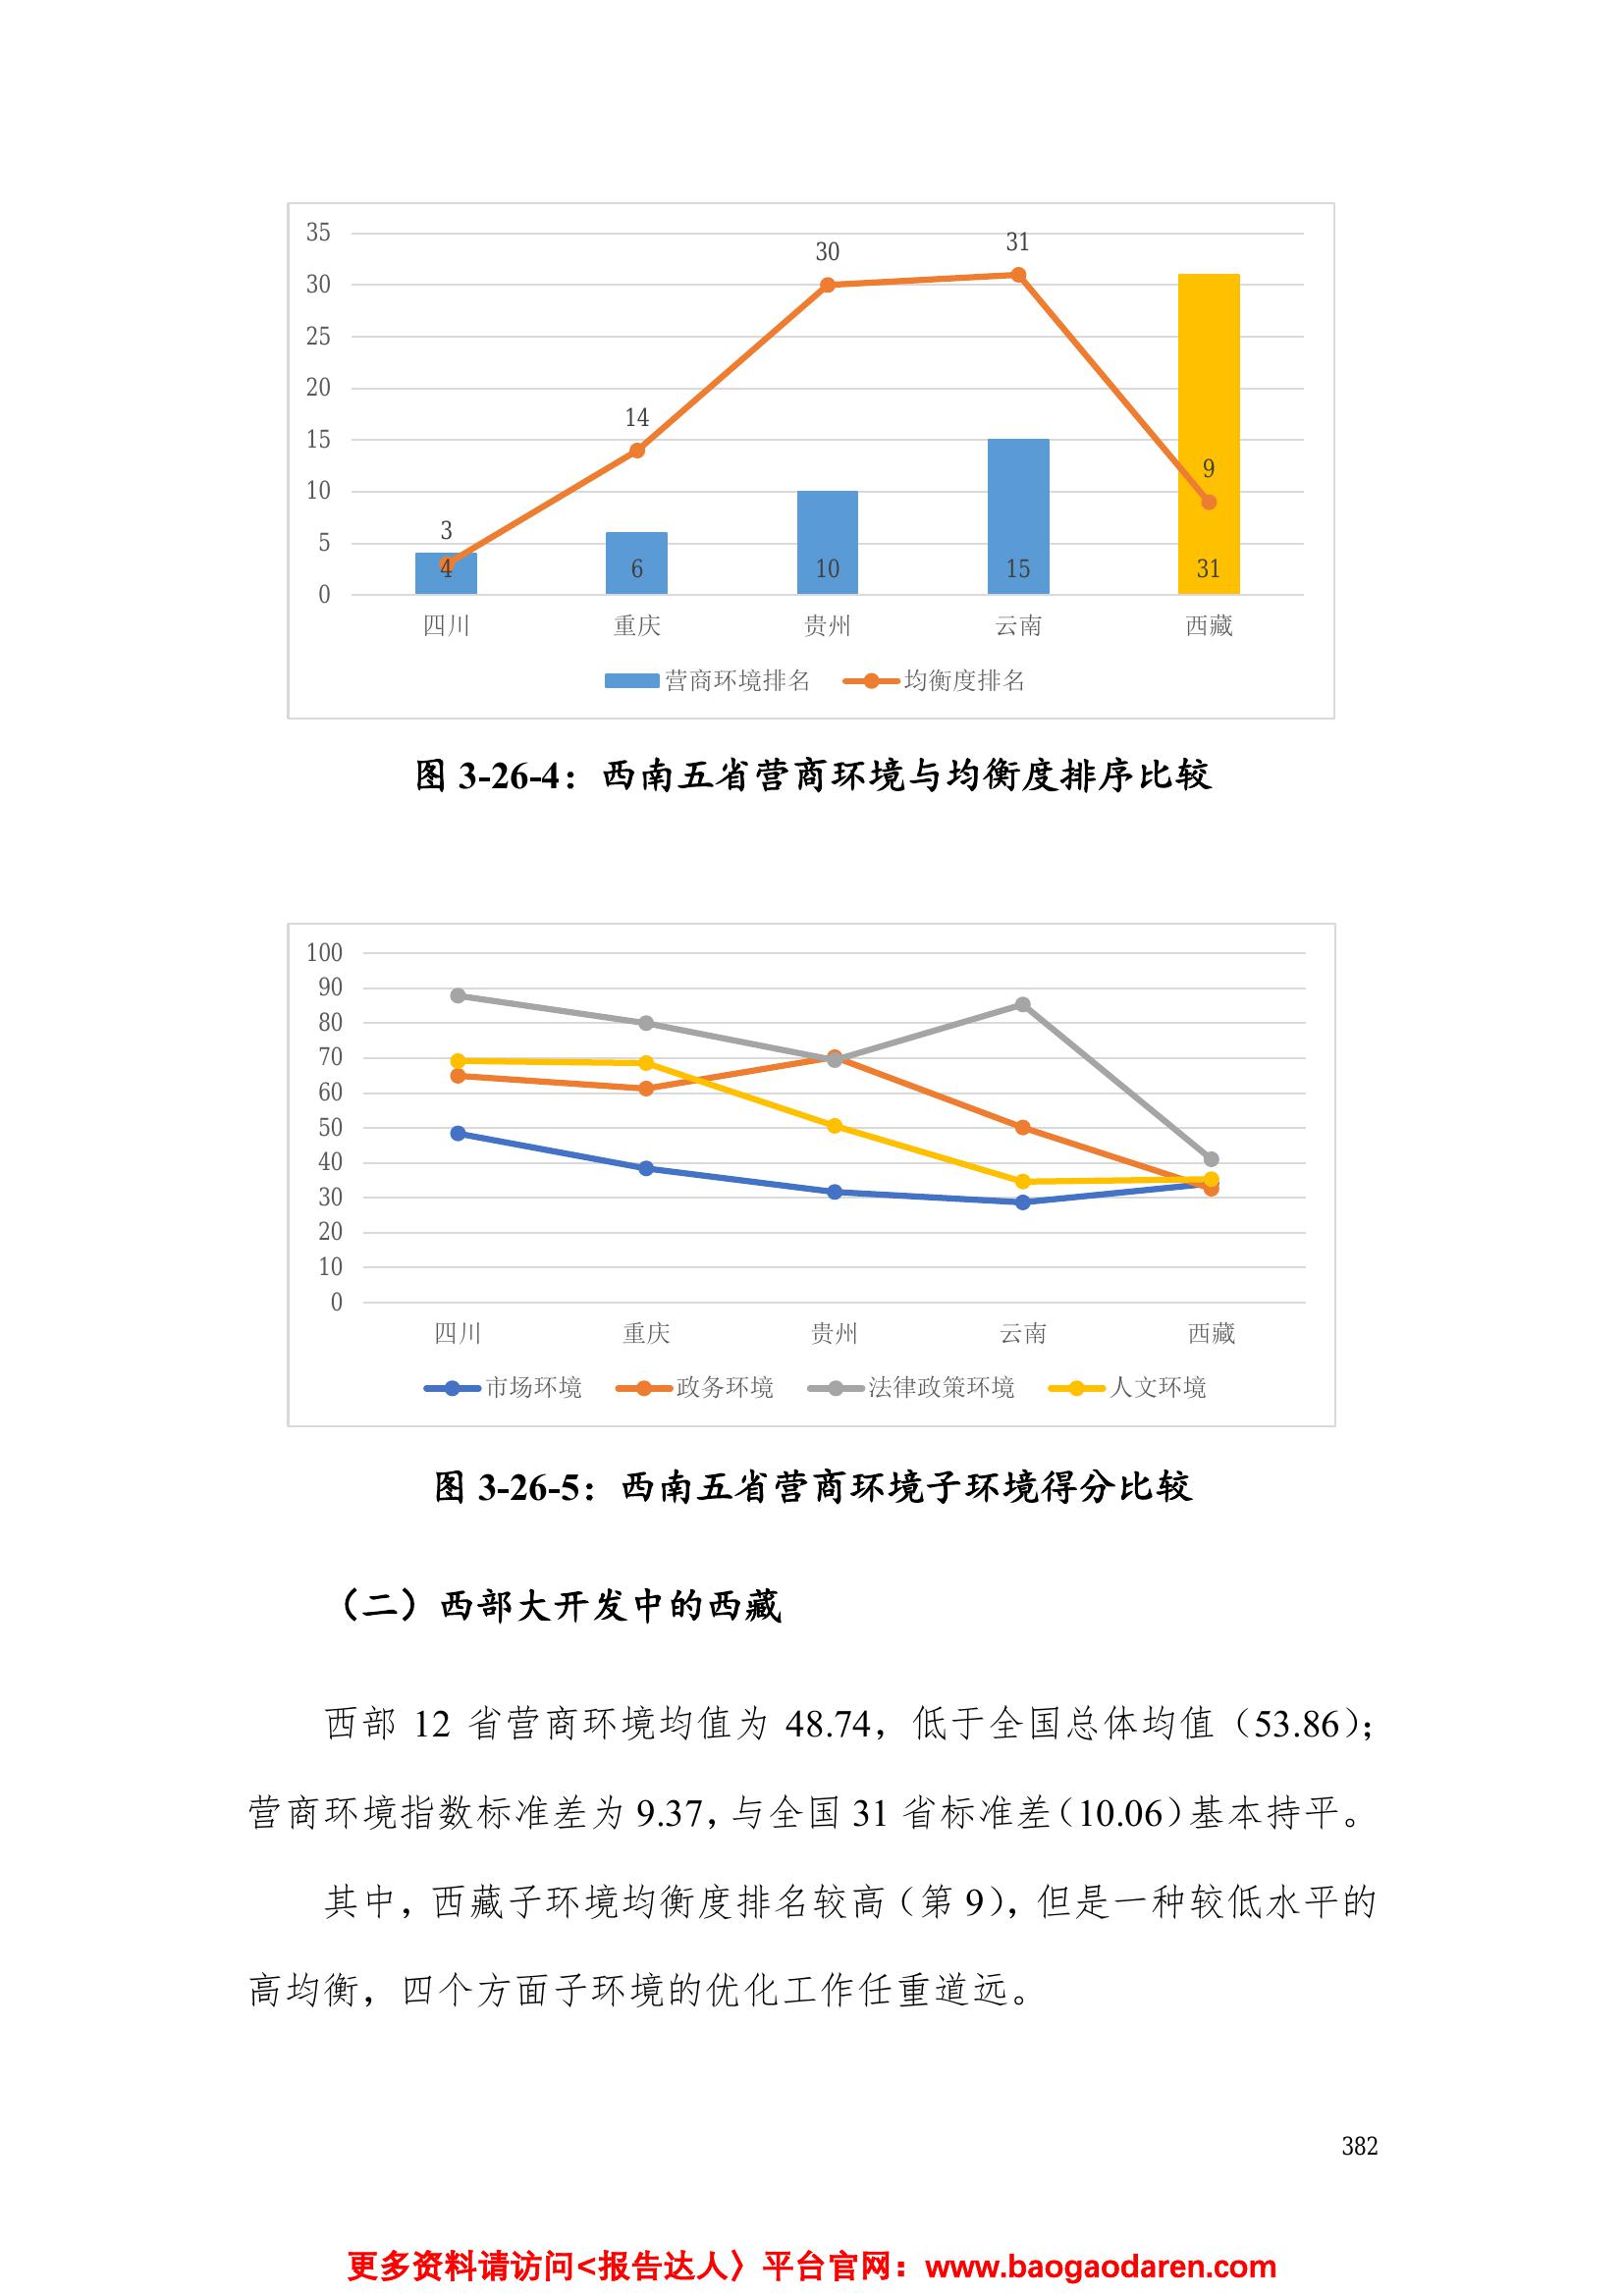 35
30
25
20
15
10
5
0
3
14
30
31
9
4
6
10
15
31
四川 重庆 贵州 云南 西藏
营商环境排名 均衡度排名
图 3-26-4：西南五省营商环境与均衡度排序比较
100
90
80
70
60
50
40
30
20
10
0
四川 重庆 贵州 云南 西藏
市场环境 政务环境 法律政策环境 人文环境
图 3-26-5：西南五省营商环境子环境得分比较
（二）西部大开发中的西藏
西部 12 省营商环境均值为 48.74，低于全国总体均值（53.86）；
营商环境指数标准差为 9.37，与全国 31 省标准差（10.06）基本持平。
其中，西藏子环境均衡度排名较高（第 9），但是一种较低水平的
高均衡，四个方面子环境的优化工作任重道远。
382
更多资料请访问<报告达人〉平台官网：www.baogaodaren.com